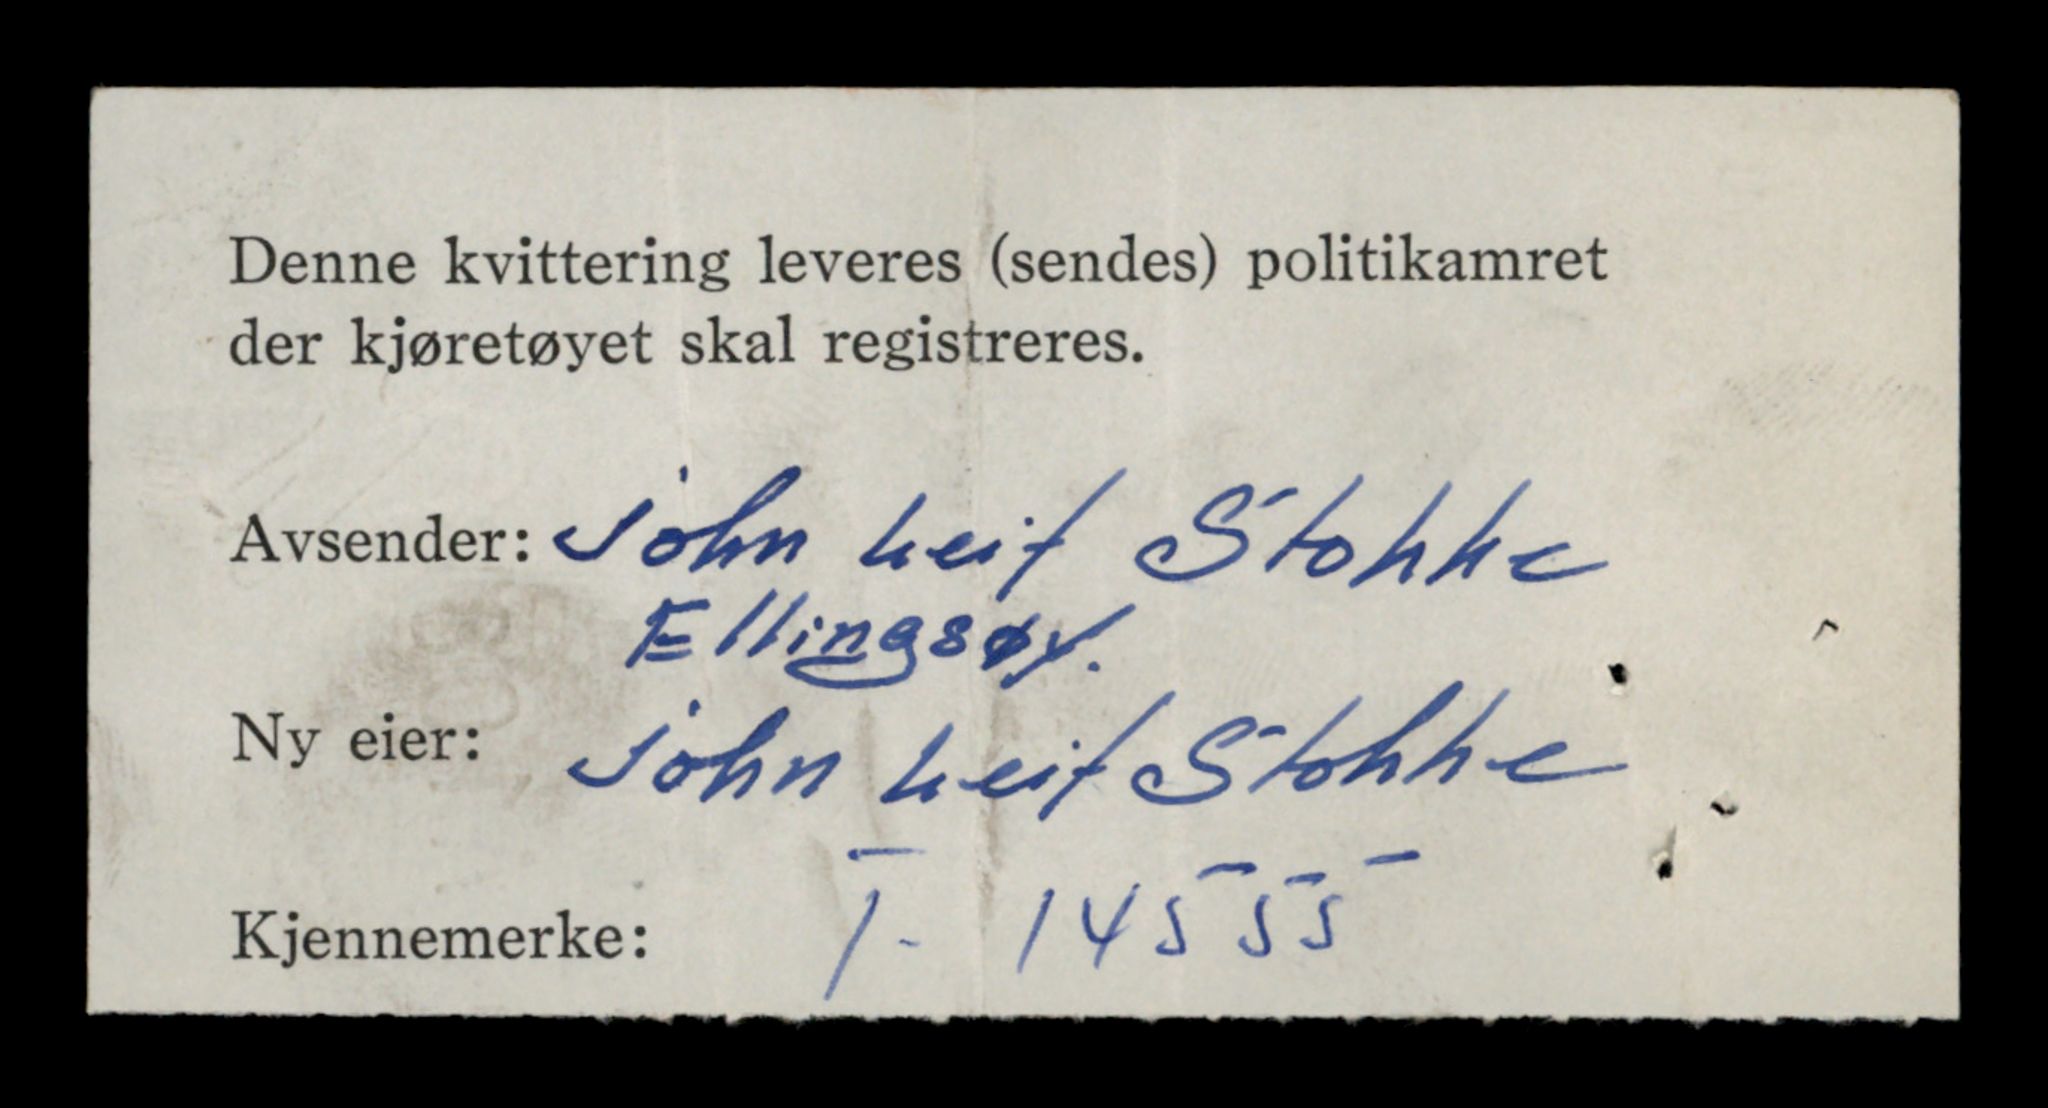 Denne kvittering leveres (sendes) politikamret
der kjøretøyet skal registreres.
Avsender: John Leif Stokke
Ellingsøy.
Ny eier: John Leif Stokke
Kjennemerke: T- 14555